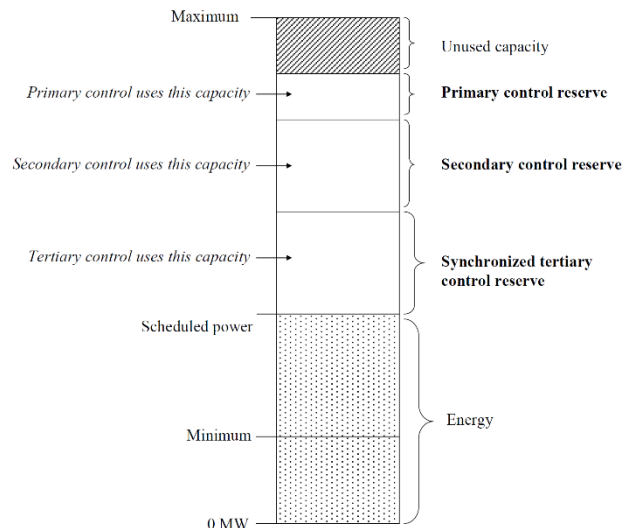 Maximum
Unused capacity
Primary control uses this capacity
Primary control reserve
Secondary control uses this capacity
Secondary control reserve
Tertiary control uses this capacity
Synchronized tertiary
control reserve
Scheduled power
Energy
Minimum
0 MW